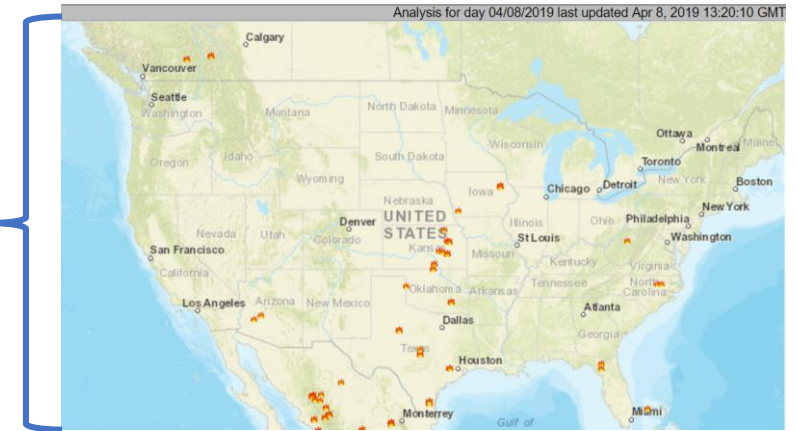 Analysis for day 04/08/2019 last updated Apr 8, 2019 13:20:10 GMT
Calgary
Vancouver
Seattle
Washington
Montana
North Dakota
Minnesota
Ottawa
Montreal
Maine
Oregon
Idaho
South Dakota
Wisconsin
Toronto
Wyoming
Iowa
Chicago
Detroit
New York
Boston
Nebraska
New York
Nevada
Utah
Denver
Colorado
UNITED
STATES
Kansas
Missouri
Illinois
St Louis
Ohio
Philadelphia
Washington
San Francisco
California
Kentucky
Virginia
Los Angeles
Arizona
New Mexico
Oklahoma
Arkansas
Tennessee
North
Carolina
Dallas
Atlanta
Texas
Georgia
Houston
Monterrey
Gulf of
Miami